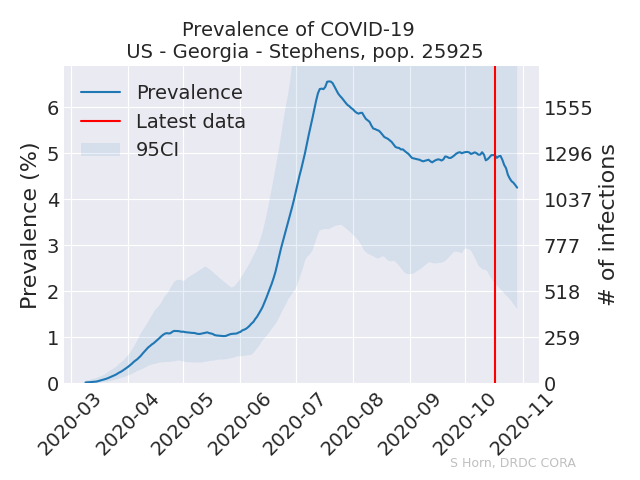 Prevalence of COVID-19
US - Georgia - Stephens, pop. 25925
Prevalence
Latest data
95CI
Prevalence (%)
6
5
4
3
2
1
0
1555
1296
1037
777
518
259
0
# of infections
2020-03
2020-04
2020-05
2020-06
2020-07
2020-08
2020-09
2020-10
2020-11
S Horn, DRDC CORA